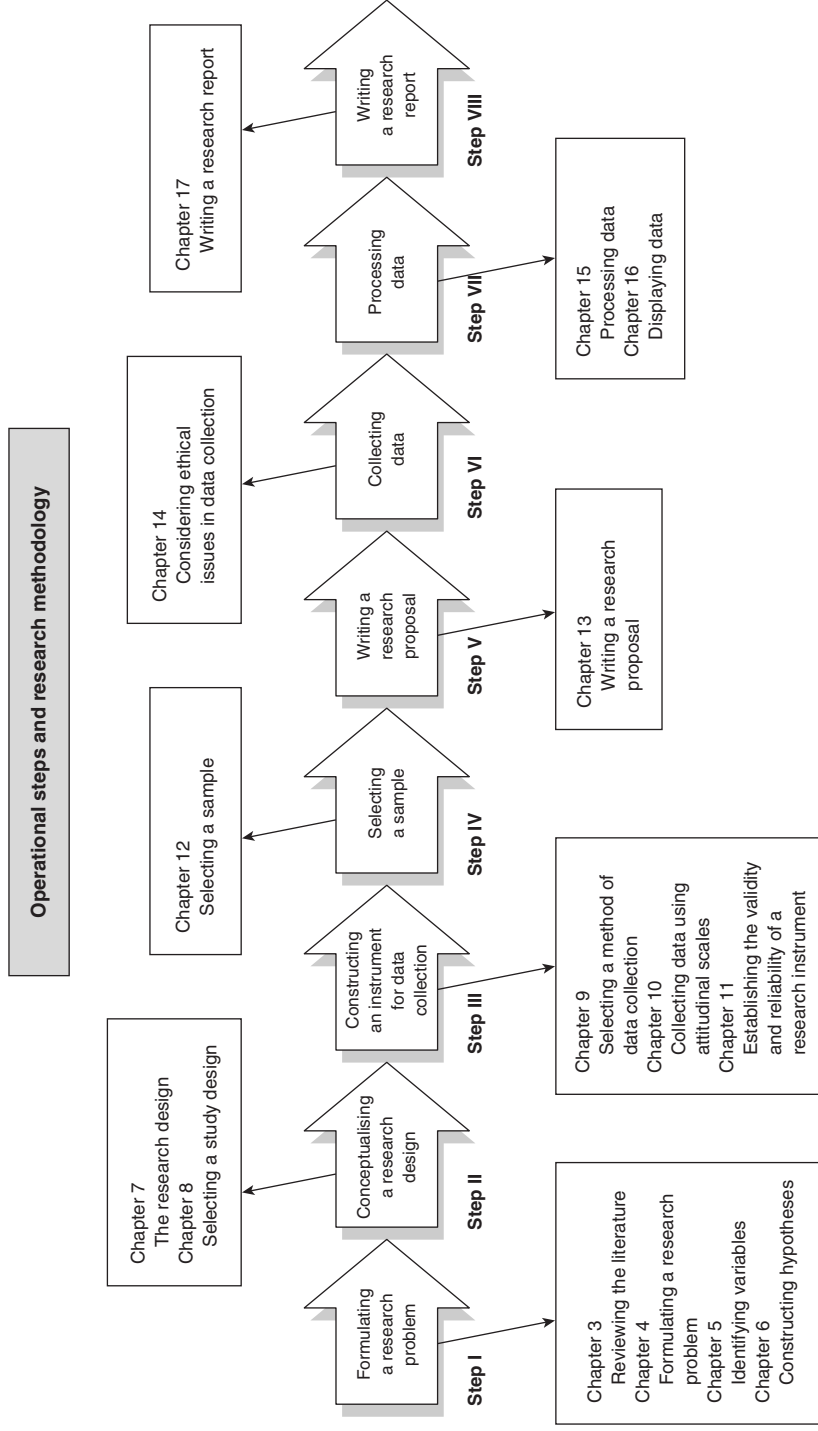 Operational steps and research methodology
Chapter 7
The research design
Chapter 8
Selecting a study design
Chapter 12
Selecting a sample
Chapter 14
Considering ethical
issues in data collection
Chapter 17
Writing a research report
Formulating
a research
problem
Step I
Conceptualising
a research
design
Step II
Constructing
an instrument
for data
collection
Step III
Selecting
a sample
Step IV
Writing a
research
proposal
Step V
Collecting
data
Step VI
Processing
data
Step VII
Writing
a research
report
Step VIII
Chapter 3
Reviewing the literature
Chapter 4
Formulating a research
problem
Chapter 5
Identifying variables
Chapter 6
Constructing hypotheses
Chapter 9
Selecting a method of
data collection
Chapter 10
Collecting data using
attitudinal scales
Chapter 11
Establishing the validity
and reliability of a
research instrument
Chapter 13
Writing a research
proposal
Chapter 15
Processing data
Chapter 16
Displaying data